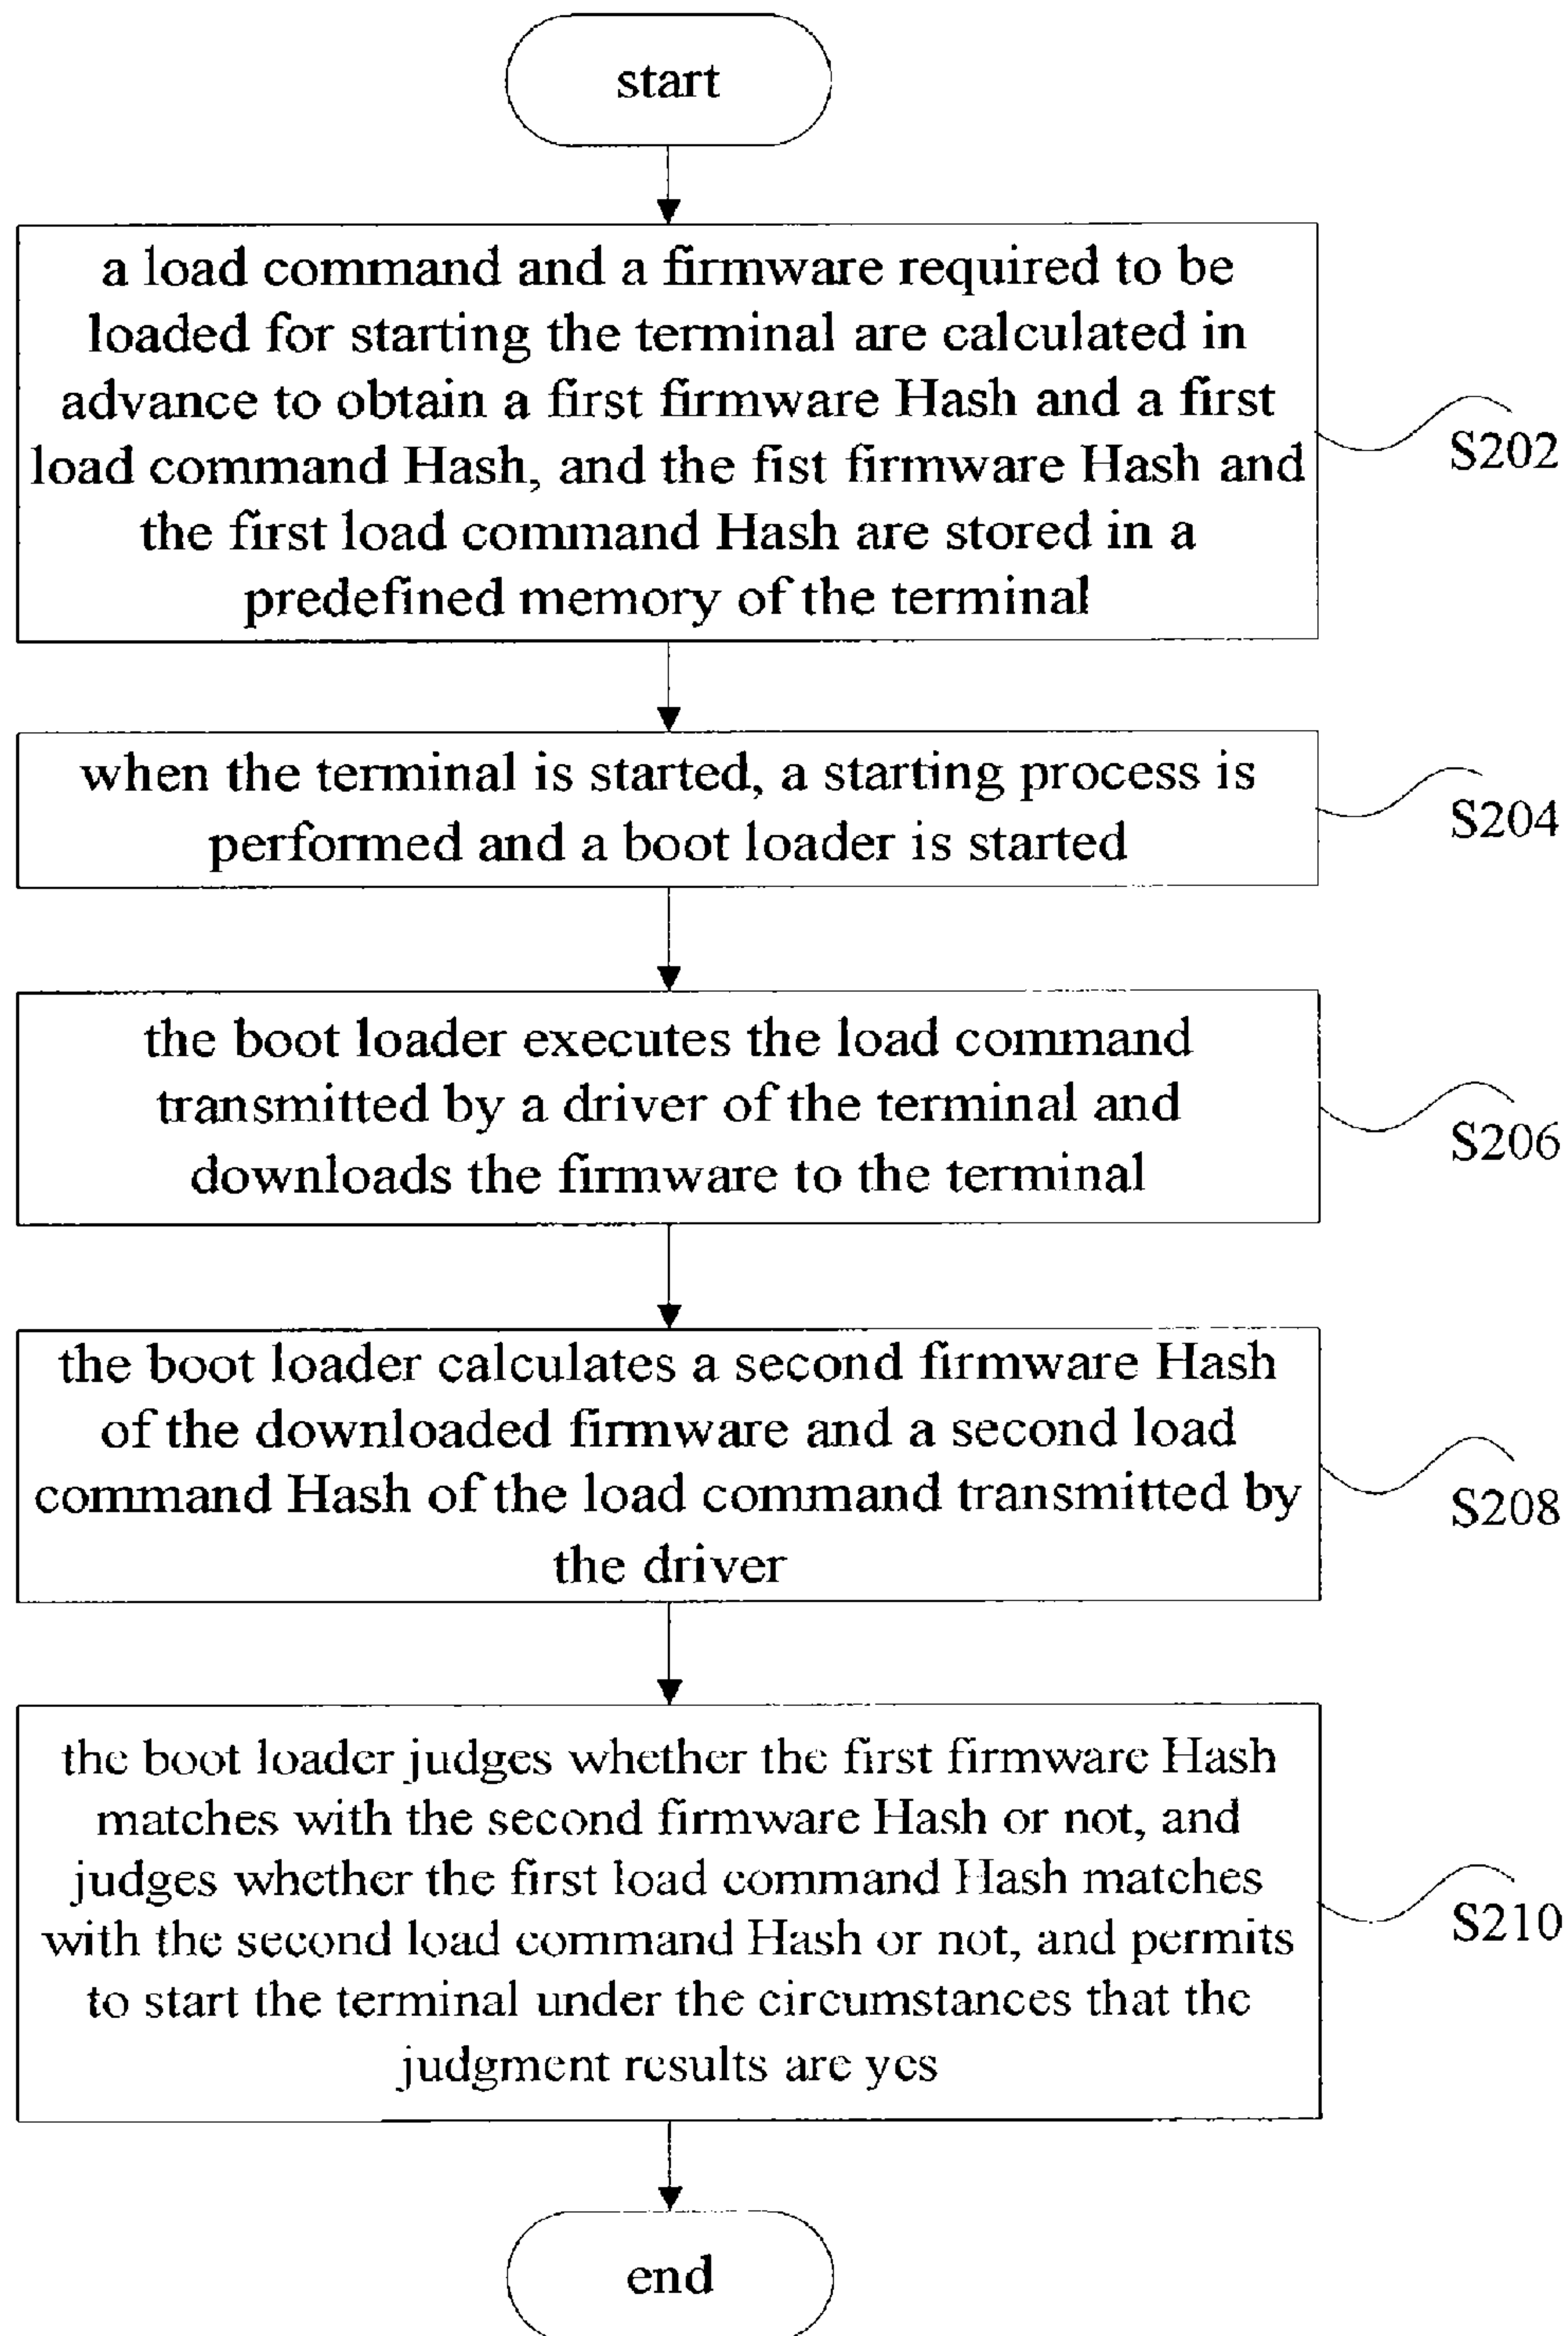 start
a load command and a firmware required to be
loaded for starting the terminal are calculated in
advance to obtain a first firmware Hash and a first
load command Hash, and the fist firmware Hash and
the first load command Hash are stored in a
predefined memory of the terminal
S202
when the terminal is started, a starting process is
performed and a boot loader is started
S204
the boot loader executes the load command
transmitted by a driver of the terminal and
downloads the firmware to the terminal
S206
the boot loader calculates a second firmware Hash
of the downloaded firmware and a second load
command Hash of the load command transmitted by
the driver
S208
the boot loader judges whether the first firmware Hash
matches with the second firmware Hash or not, and
judges whether the first load command Hash matches
with the second load command Hash or not, and permits
to start the terminal under the circumstances that the
judgment results are yes
S210
end